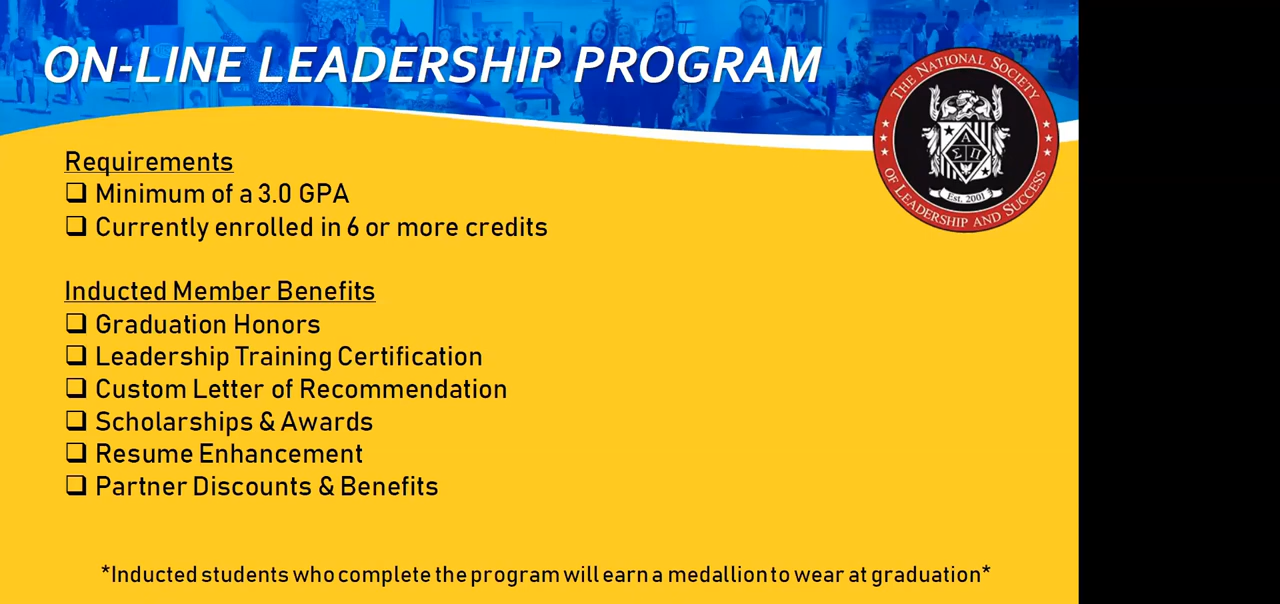 ON-LINE LEADERSHIP PROGRAM
THE NATIONAL SOCIETY
OF LEADERSHIP AND SUCCESS
Α
Σ Π
Est. 2001
Requirements
❑ Minimum of a 3.0 GPA
❑ Currently enrolled in 6 or more credits
Inducted Member Benefits
❑ Graduation Honors
❑ Leadership Training Certification
❑ Custom Letter of Recommendation
❑ Scholarships & Awards
❑ Resume Enhancement
❑ Partner Discounts & Benefits
*Inducted students who complete the program will earn a medallion to wear at graduation*